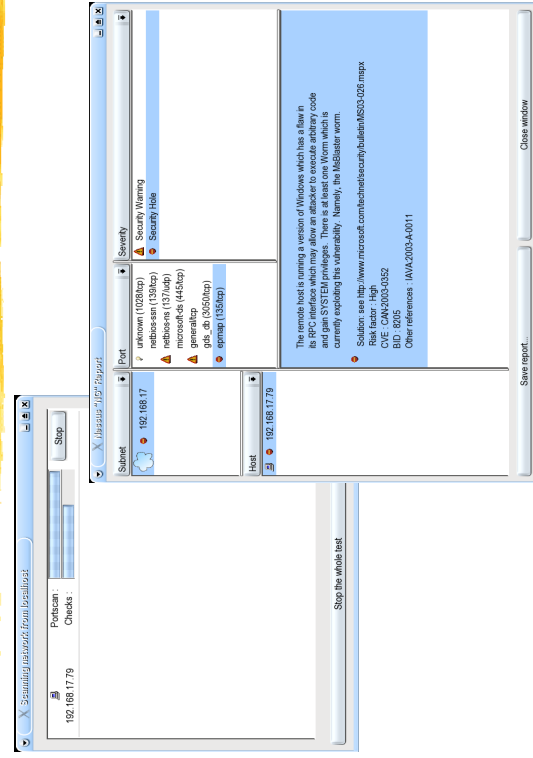 Scanning network from localhost
192.168.17.79
Portscan :
Checks :
Stop
Stop the whole test
Nessus "NG" Report
Subnet
192.168.17
Host
192.168.17.79
Port
unknown (1028/tcp)
netbios-ssn (139/tcp)
netbios-ns (137/udp)
microsoft-ds (445/tcp)
general/tcp
gds_db (3050/tcp)
epmap (135/tcp)
Severity
Security Warning
Security Hole
The remote host is running a version of Windows which has a flaw in
its RPC interface which may allow an attacker to execute arbitrary code
and gain SYSTEM privileges. There is at least one Worm which is
currently exploiting this vulnerability. Namely, the MsBlaster worm.
Solution: see http://www.microsoft.com/technet/security/bulletin/MS03-026.mspx
Risk factor : High
CVE : CAN-2003-0352
BID : 8205
Other references : IAVA:2003-A-0011
Save report...
Close window